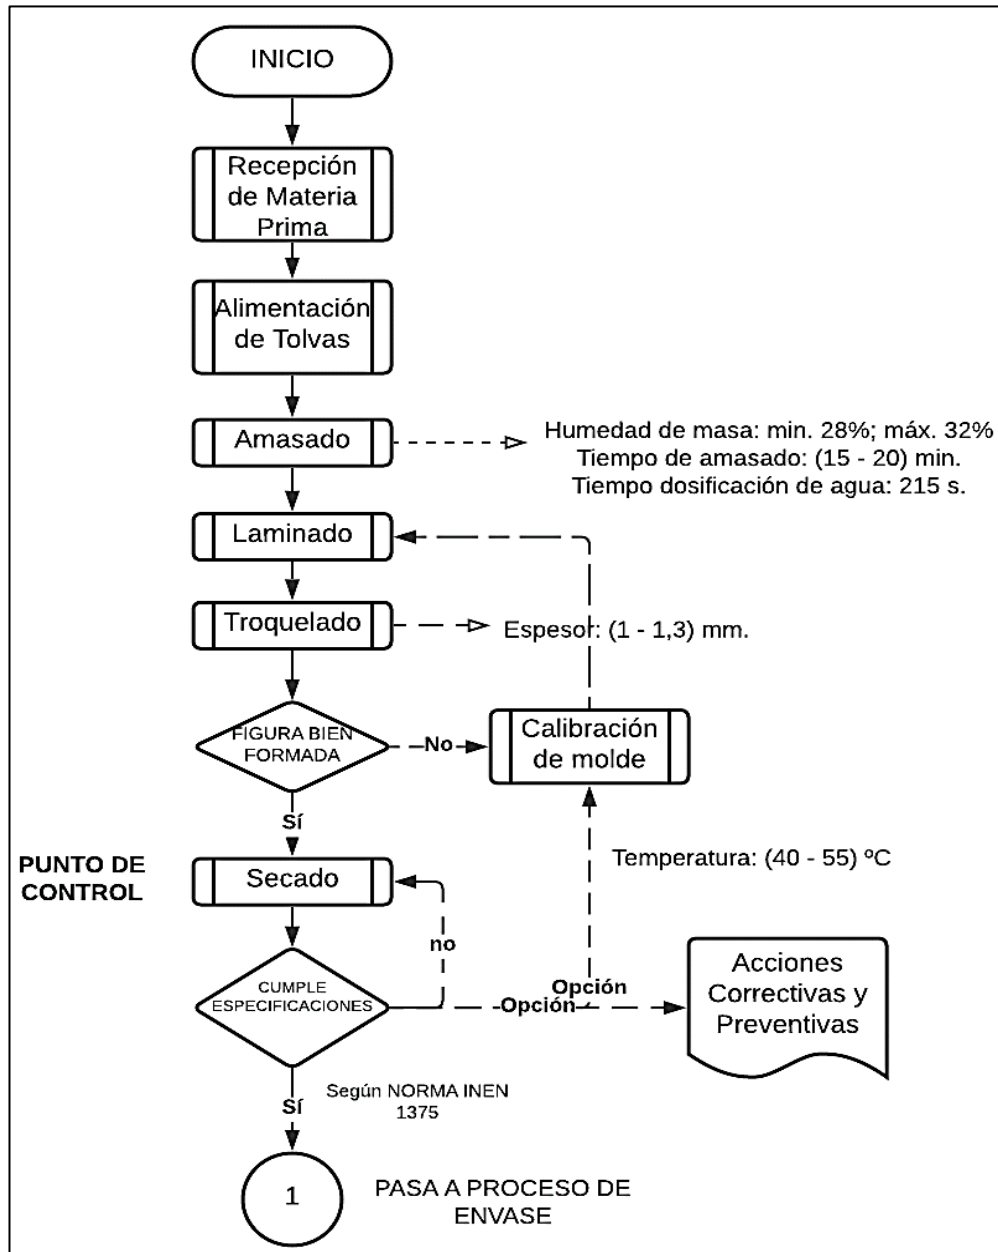 INICIO
Recepción
de Materia
Prima
Alimentación
de Tolvas
Amasado
Humedad de masa: min. 28%; máx. 32%
Tiempo de amasado: (15 - 20) min.
Tiempo dosificación de agua: 215 s.
Laminado
Troquelado
Espesor: (1 - 1,3) mm.
FIGURA BIEN
FORMADA
No
Calibración
de molde
Sí
PUNTO DE
CONTROL
Secado
Temperatura: (40 - 55) ºC
no
CUMPLE
ESPECIFICACIONES
Opción
Opción
Acciones
Correctivas y
Preventivas
Sí
Según NORMA INEN
1375
1
PASA A PROCESO DE
ENVASE